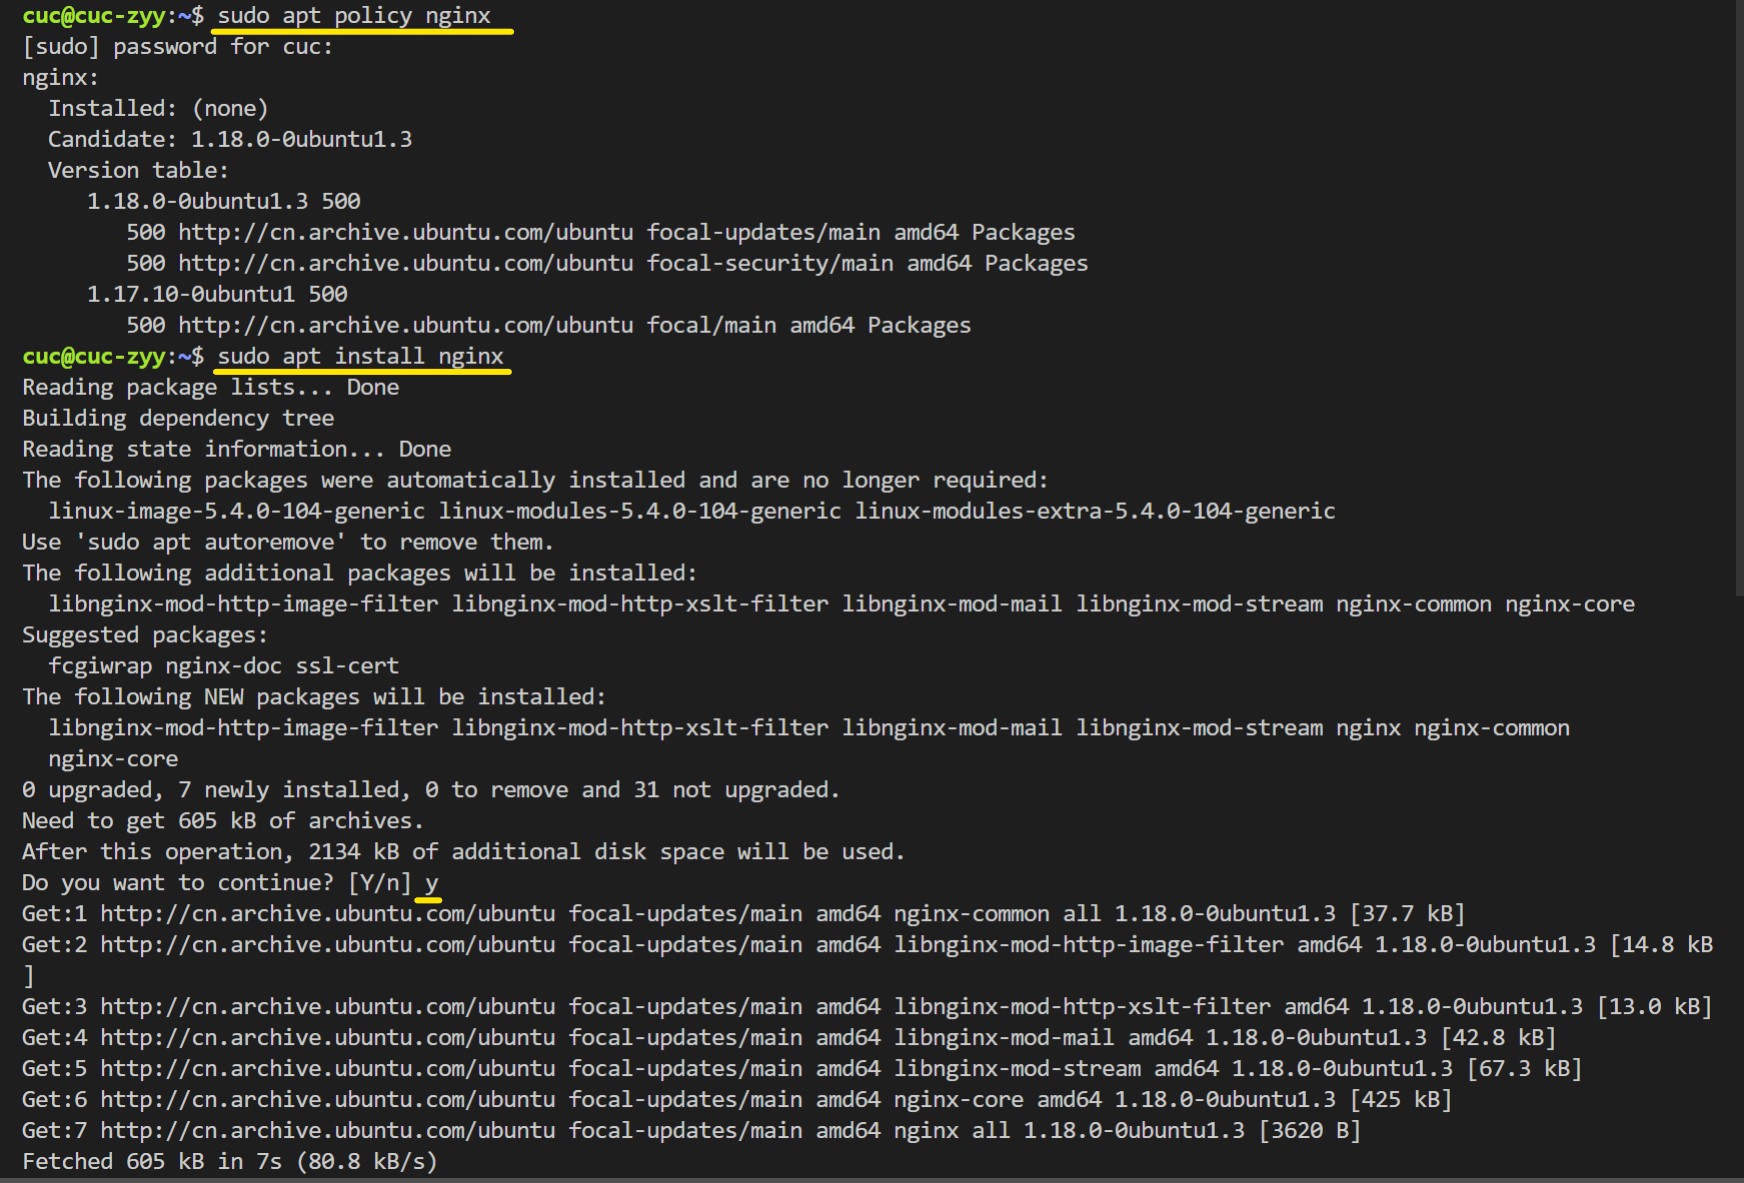 cuc@cuc-zyy:~$ sudo apt policy nginx
[sudo] password for cuc:
nginx:
  Installed: (none)
  Candidate: 1.18.0-0ubuntu1.3
  Version table:
     1.18.0-0ubuntu1.3 500
        500 http://cn.archive.ubuntu.com/ubuntu focal-updates/main amd64 Packages
        500 http://cn.archive.ubuntu.com/ubuntu focal-security/main amd64 Packages
     1.17.10-0ubuntu1 500
        500 http://cn.archive.ubuntu.com/ubuntu focal/main amd64 Packages
cuc@cuc-zyy:~$ sudo apt install nginx
Reading package lists... Done
Building dependency tree
Reading state information... Done
The following packages were automatically installed and are no longer required:
  linux-image-5.4.0-104-generic linux-modules-5.4.0-104-generic linux-modules-extra-5.4.0-104-generic
Use 'sudo apt autoremove' to remove them.
The following additional packages will be installed:
  libnginx-mod-http-image-filter libnginx-mod-http-xslt-filter libnginx-mod-mail libnginx-mod-stream nginx-common nginx-core
Suggested packages:
  fcgiwrap nginx-doc ssl-cert
The following NEW packages will be installed:
  libnginx-mod-http-image-filter libnginx-mod-http-xslt-filter libnginx-mod-mail libnginx-mod-stream nginx nginx-common
  nginx-core
0 upgraded, 7 newly installed, 0 to remove and 31 not upgraded.
Need to get 605 kB of archives.
After this operation, 2134 kB of additional disk space will be used.
Do you want to continue? [Y/n] y
Get:1 http://cn.archive.ubuntu.com/ubuntu focal-updates/main amd64 nginx-common all 1.18.0-0ubuntu1.3 [37.7 kB]
Get:2 http://cn.archive.ubuntu.com/ubuntu focal-updates/main amd64 libnginx-mod-http-image-filter amd64 1.18.0-0ubuntu1.3 [14.8 kB
]
Get:3 http://cn.archive.ubuntu.com/ubuntu focal-updates/main amd64 libnginx-mod-http-xslt-filter amd64 1.18.0-0ubuntu1.3 [13.0 kB]
Get:4 http://cn.archive.ubuntu.com/ubuntu focal-updates/main amd64 libnginx-mod-mail amd64 1.18.0-0ubuntu1.3 [42.8 kB]
Get:5 http://cn.archive.ubuntu.com/ubuntu focal-updates/main amd64 libnginx-mod-stream amd64 1.18.0-0ubuntu1.3 [67.3 kB]
Get:6 http://cn.archive.ubuntu.com/ubuntu focal-updates/main amd64 nginx-core amd64 1.18.0-0ubuntu1.3 [425 kB]
Get:7 http://cn.archive.ubuntu.com/ubuntu focal-updates/main amd64 nginx all 1.18.0-0ubuntu1.3 [3620 B]
Fetched 605 kB in 7s (80.8 kB/s)